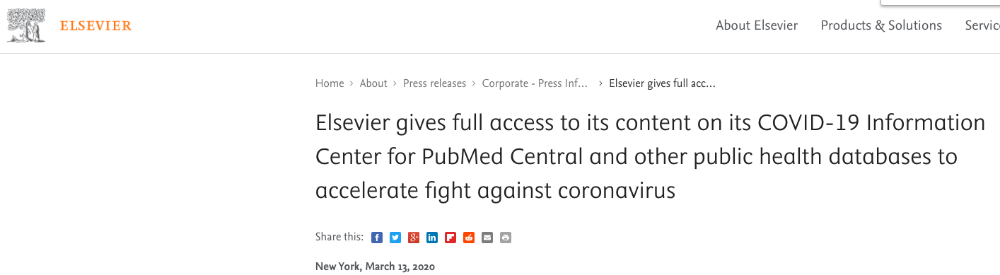 ELSEVIER
About Elsevier Products & Solutions
Home > About > Press releases > Corporate - Press Inf... > Elsevier gives full acc...
Elsevier gives full access to its content on its COVID-19 Information
Center for PubMed Central and other public health databases to
accelerate fight against coronavirus
Share this:
New York, March 13, 2020